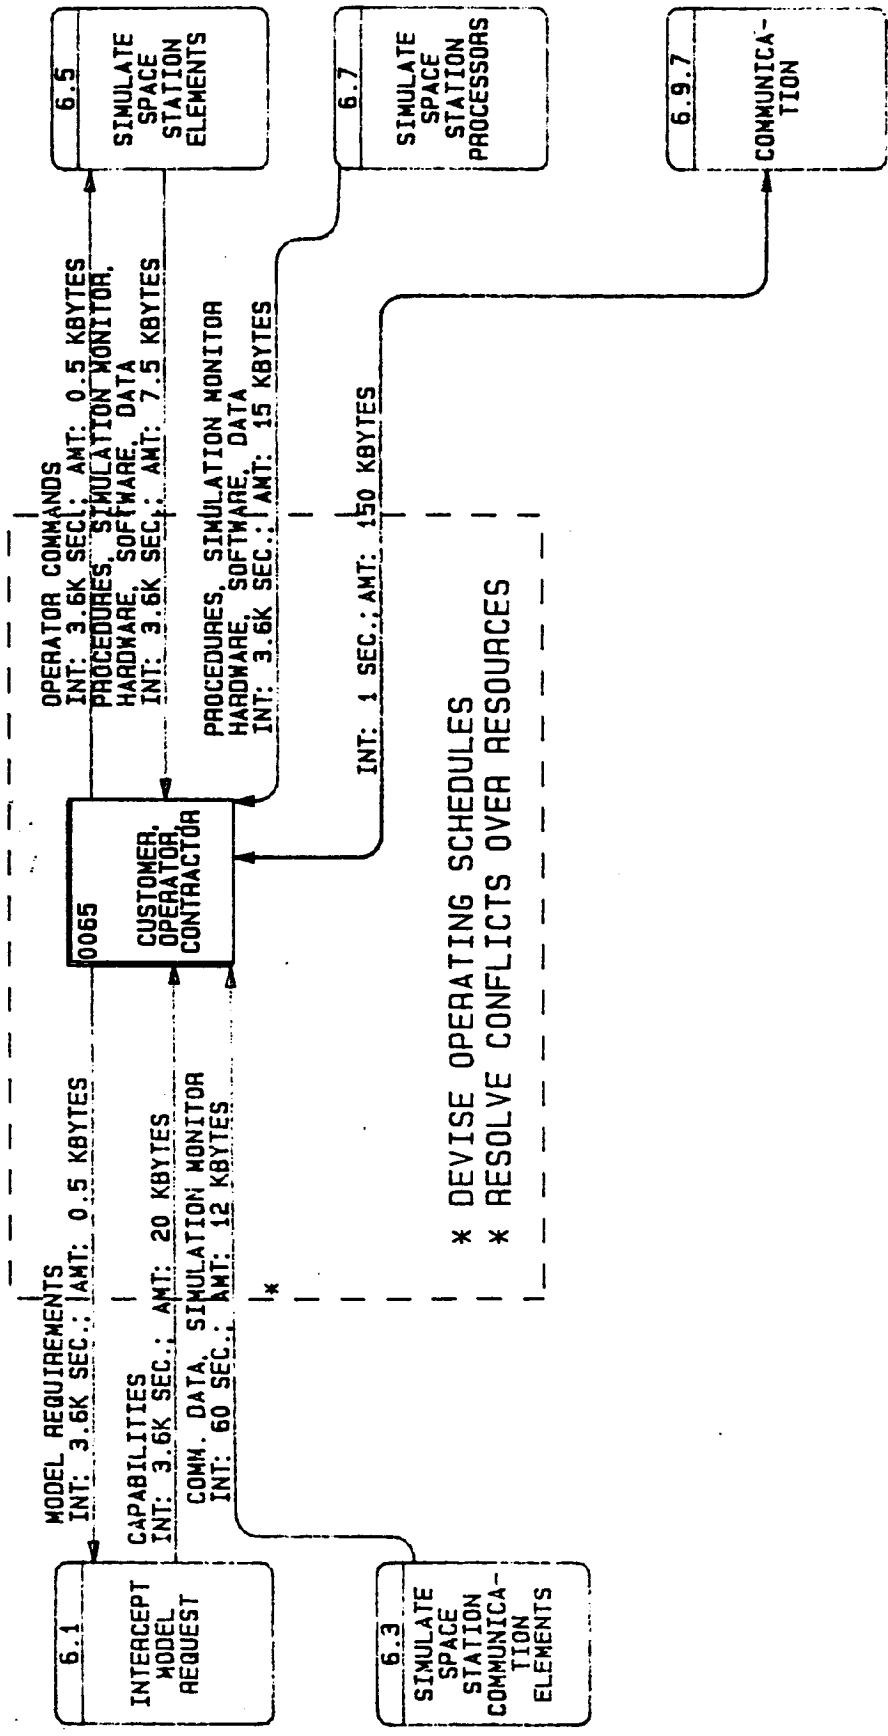 6.1
INTERCEPT
MODEL
REQUEST
MODEL REQUIREMENTS
INT: 3.6K SEC.; AMT: 0.5 KBYTES
CAPABILITIES
INT: 3.6K SEC.; AMT: 20 KBYTES
COMM. DATA, SIMULATION MONITOR
INT: 60 SEC.; AMT: 12 KBYTES
6.3
SIMULATE
SPACE
STATION
COMMUNICA-
TION
ELEMENTS
*
0065
CUSTOMER,
OPERATOR,
CONTRACTOR
OPERATOR COMMANDS
INT: 3.6K SEC.; AMT: 0.5 KBYTES
PROCEDURES, SIMULATION MONITOR,
HARDWARE, SOFTWARE, DATA
INT: 3.6K SEC.; AMT: 7.5 KBYTES
PROCEDURES, SIMULATION MONITOR
HARDWARE, SOFTWARE, DATA
INT: 3.6K SEC.; AMT: 15 KBYTES
INT: 1 SEC.; AMT: 150 KBYTES
* DEVISE OPERATING SCHEDULES
* RESOLVE CONFLICTS OVER RESOURCES
6.5
SIMULATE
SPACE
STATION
ELEMENTS
6.7
SIMULATE
SPACE
STATION
PROCESSORS
6.9.7
COMMUNICA-
TION